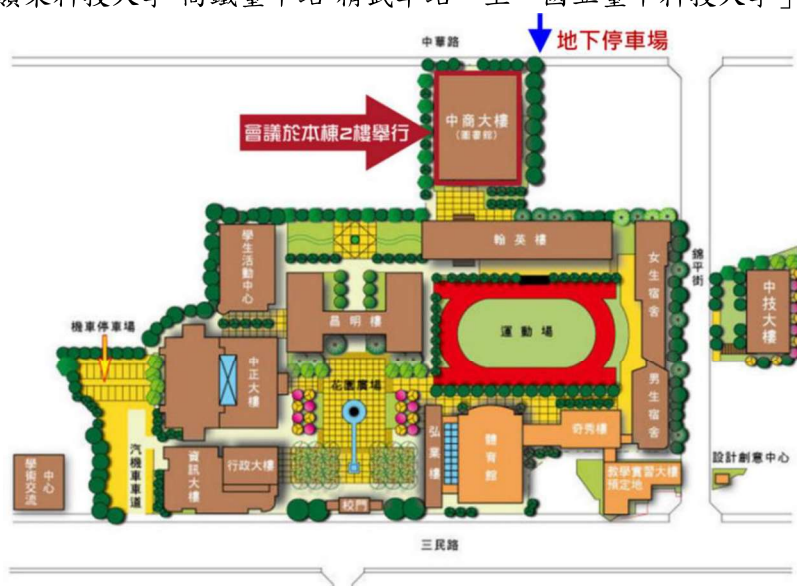 嶺東科技大學-高鐵臺中站-精武車站」至「國立臺中科技大學」
中華路
地下停車場
中商大樓
(圖書館)
會議於本棟2樓舉行
翰英樓
學生活動中心
女生宿舍
錦平街
中技大樓
昌明樓
運動場
機車停車場
中正大樓
花園廣場
男生宿舍
弘業樓
體育館
奇秀樓
設計創意中心
學術交流
中心
汽機車車道
資訊大樓
行政大樓
教學實習大樓
預定地
校門
三民路